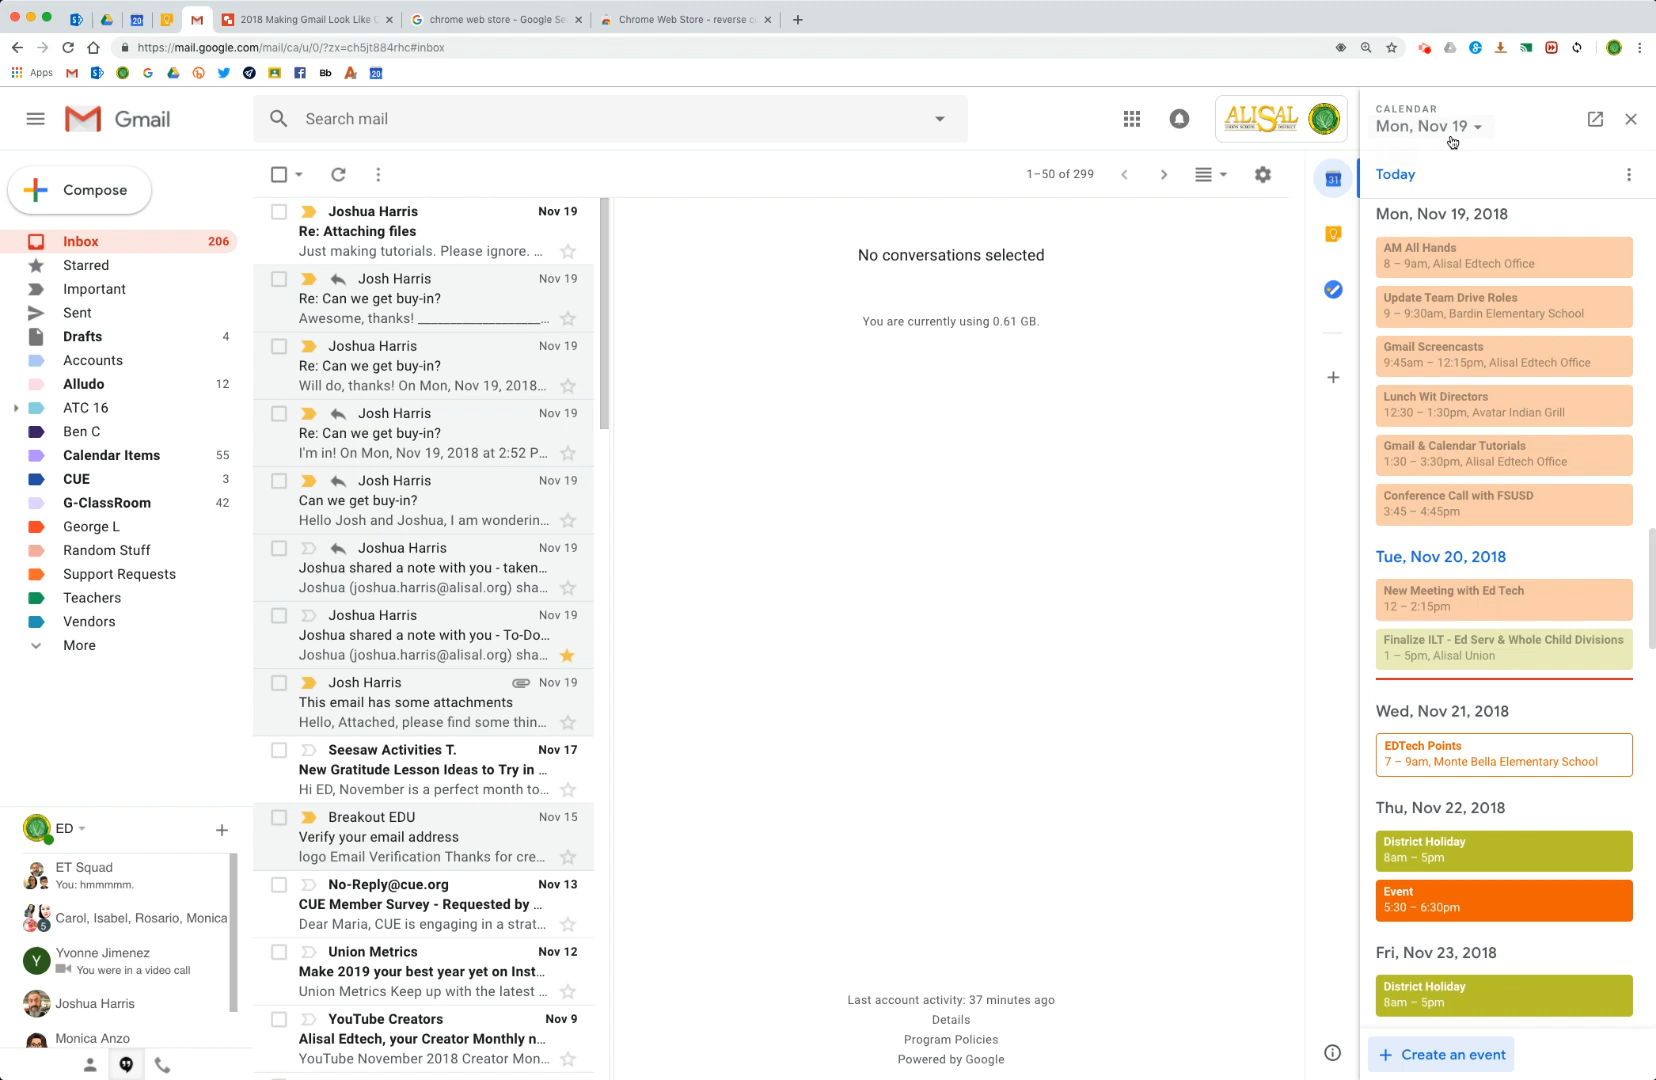 2018 Making Gmail Look Like
chrome web store - Google Se
Chrome Web Store - reverse
https://mail.google.com/mail/ca/u/0/?zx=ch5jt884rhc#inbox
Apps
Bb
Gmail
Search mail
ALISAL
CALENDAR
Mon, Nov 19
Compose
1–50 of 299
Today
Inbox 206
Starred
Important
Sent
Drafts 4
Accounts
Alludo 12
ATC 16
Ben C
Calendar Items 55
CUE 3
G-ClassRoom 42
George L
Random Stuff
Support Requests
Teachers
Vendors
More
ED
ET Squad
You: hmmmmm.
Carol, Isabel, Rosario, Monica
5
Y
Yvonne Jimenez
You were in a video call
Joshua Harris
Monica Anzo
Joshua Harris Nov 19
Re: Attaching files
Just making tutorials. Please ignore. ...
Josh Harris Nov 19
Re: Can we get buy-in?
Awesome, thanks! ____________________...
Joshua Harris Nov 19
Re: Can we get buy-in?
Will do, thanks! On Mon, Nov 19, 2018...
Josh Harris Nov 19
Re: Can we get buy-in?
I'm in! On Mon, Nov 19, 2018 at 2:52 P...
Josh Harris Nov 19
Can we get buy-in?
Hello Josh and Joshua, I am wonderin...
Joshua Harris Nov 19
Joshua shared a note with you - taken...
Joshua (joshua.harris@alisal.org) sha...
Joshua Harris Nov 19
Joshua shared a note with you - To-Do...
Joshua (joshua.harris@alisal.org) sha...
Josh Harris Nov 19
This email has some attachments
Hello, Attached, please find some thin...
Seesaw Activities T. Nov 17
New Gratitude Lesson Ideas to Try in ...
Hi ED, November is a perfect month to...
Breakout EDU Nov 15
Verify your email address
logo Email Verification Thanks for cre...
No-Reply@cue.org Nov 13
CUE Member Survey - Requested by ...
Dear Maria, CUE is engaging in a strat...
Union Metrics Nov 12
Make 2019 your best year yet on Inst...
Union Metrics Keep up with the latest ...
YouTube Creators Nov 9
Alisal Edtech, your Creator Monthly n...
YouTube November 2018 Creator Mon...
No conversations selected
You are currently using 0.61 GB.
Last account activity: 37 minutes ago
Details
Program Policies
Powered by Google
Mon, Nov 19, 2018
AM All Hands
8 – 9am, Alisal Edtech Office
Update Team Drive Roles
9 – 9:30am, Bardin Elementary School
Gmail Screencasts
9:45am – 12:15pm, Alisal Edtech Office
Lunch Wit Directors
12:30 – 1:30pm, Avatar Indian Grill
Gmail & Calendar Tutorials
1:30 – 3:30pm, Alisal Edtech Office
Conference Call with FSUSD
3:45 – 4:45pm
Tue, Nov 20, 2018
New Meeting with Ed Tech
12 – 2:15pm
Finalize ILT - Ed Serv & Whole Child Divisions
1 – 5pm, Alisal Union
Wed, Nov 21, 2018
EDTech Points
7 – 9am, Monte Bella Elementary School
Thu, Nov 22, 2018
District Holiday
8am – 5pm
Event
5:30 – 6:30pm
Fri, Nov 23, 2018
District Holiday
8am – 5pm
Create an event